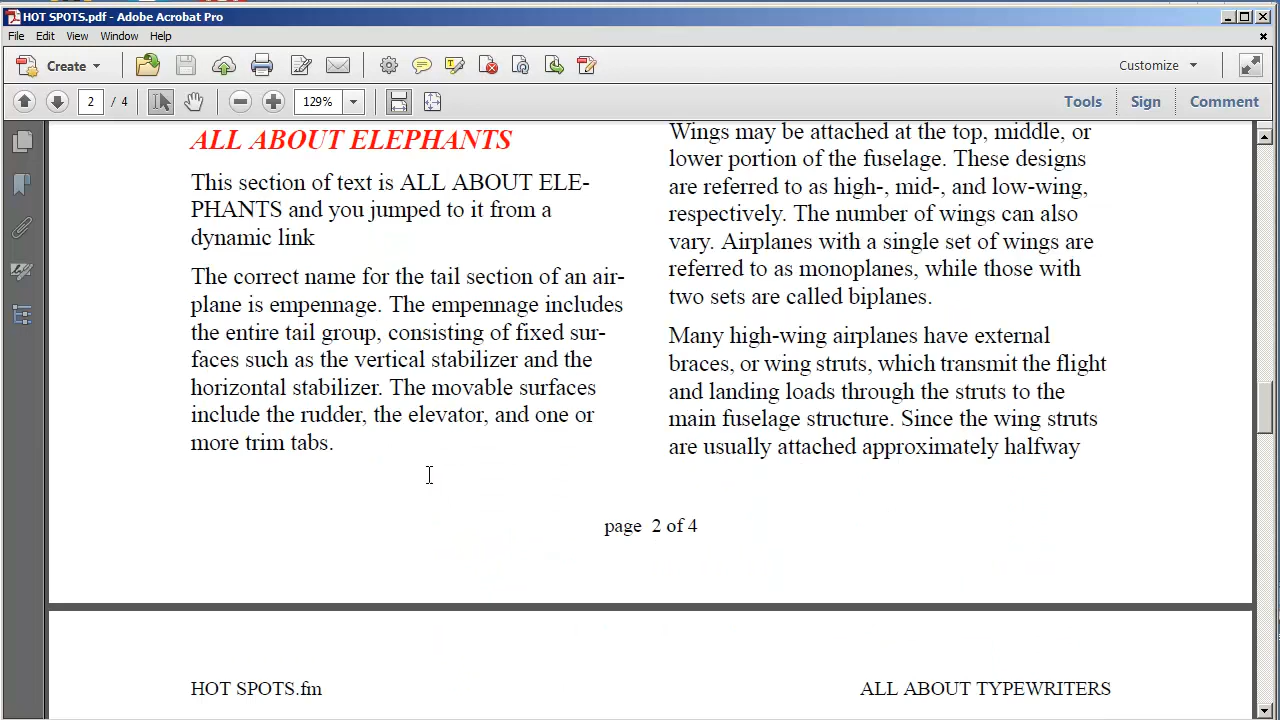 HOT SPOTS.pdf - Adobe Acrobat Pro
File Edit View Window Help
Create
Customize
2 / 4
129%
Tools Sign Comment
ALL ABOUT ELEPHANTS
This section of text is ALL ABOUT ELE-
PHANTS and you jumped to it from a
dynamic link
The correct name for the tail section of an air-
plane is empennage. The empennage includes
the entire tail group, consisting of fixed sur-
faces such as the vertical stabilizer and the
horizontal stabilizer. The movable surfaces
include the rudder, the elevator, and one or
more trim tabs.
Wings may be attached at the top, middle, or
lower portion of the fuselage. These designs
are referred to as high-, mid-, and low-wing,
respectively. The number of wings can also
vary. Airplanes with a single set of wings are
referred to as monoplanes, while those with
two sets are called biplanes.
Many high-wing airplanes have external
braces, or wing struts, which transmit the flight
and landing loads through the struts to the
main fuselage structure. Since the wing struts
are usually attached approximately halfway
page 2 of 4
HOT SPOTS.fm
ALL ABOUT TYPEWRITERS